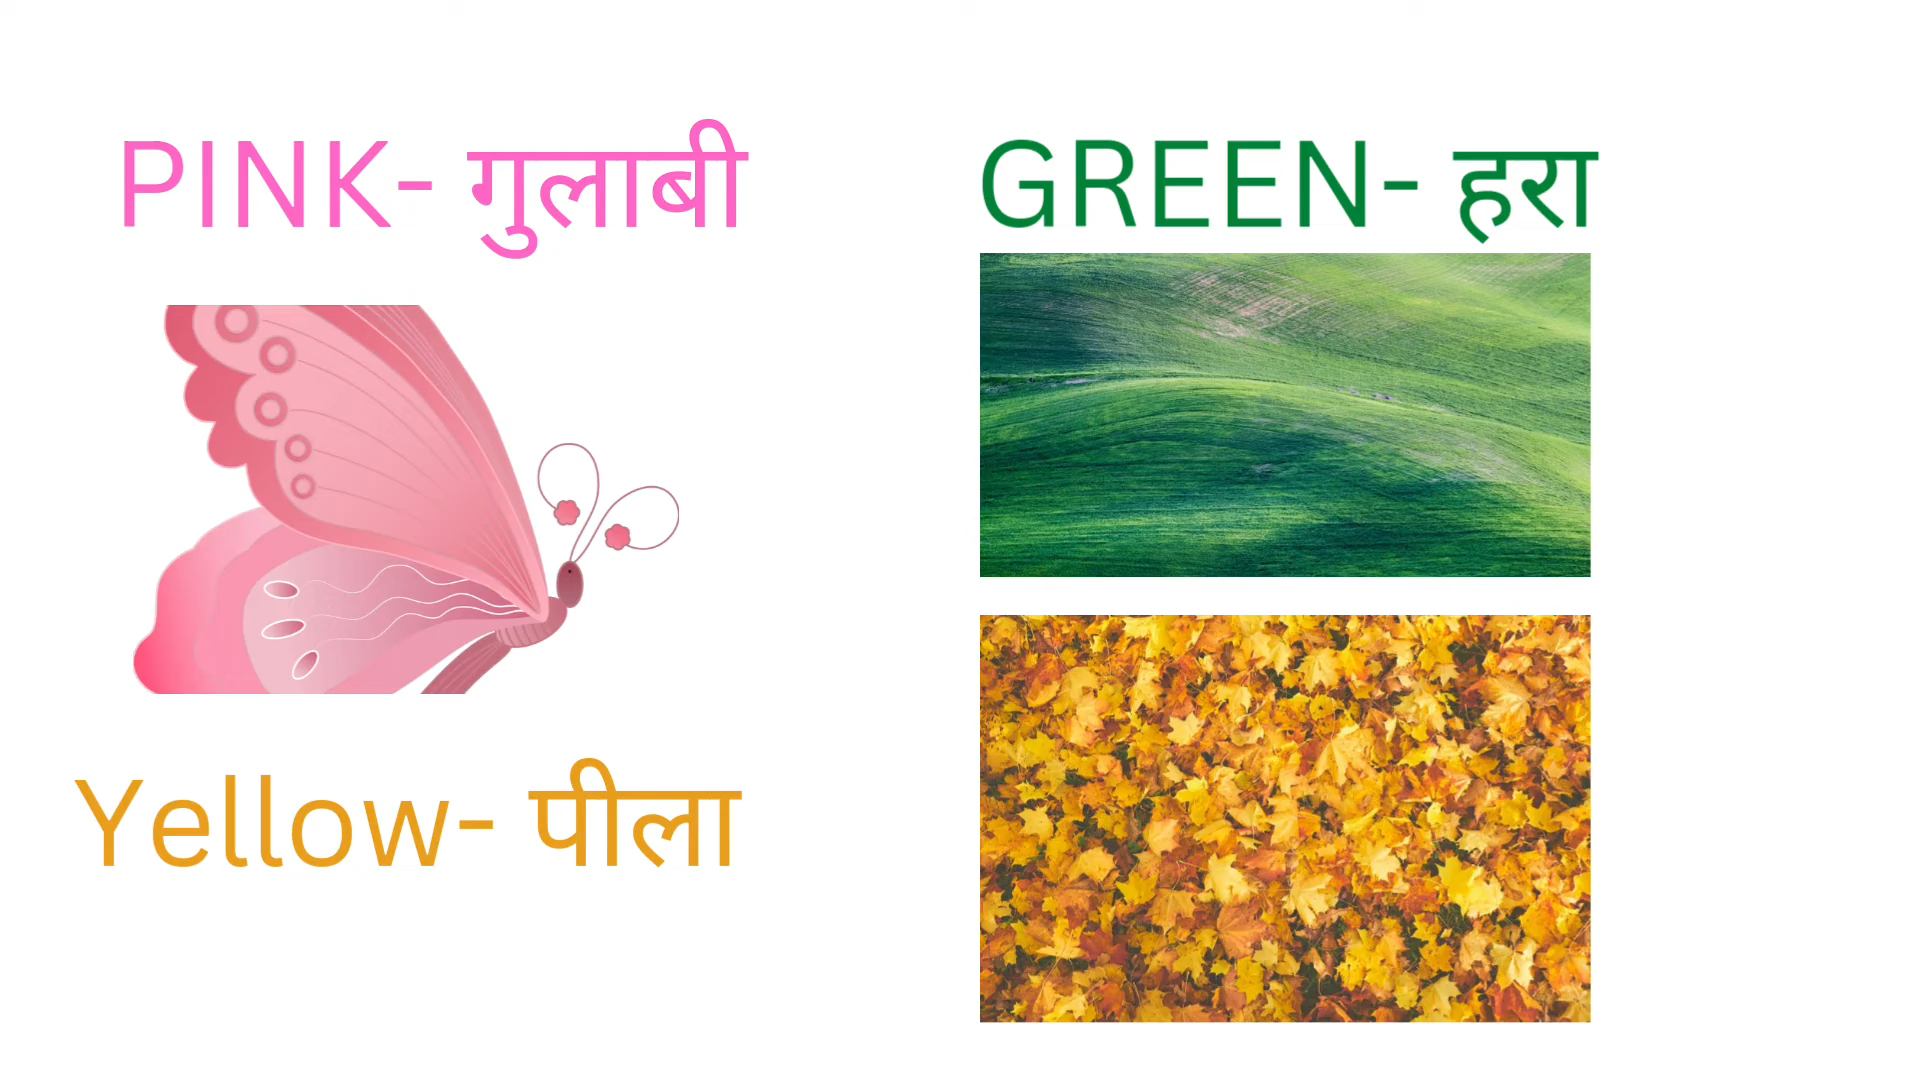 PINK- गुलाबी
GREEN- हरा
Yellow- पीला